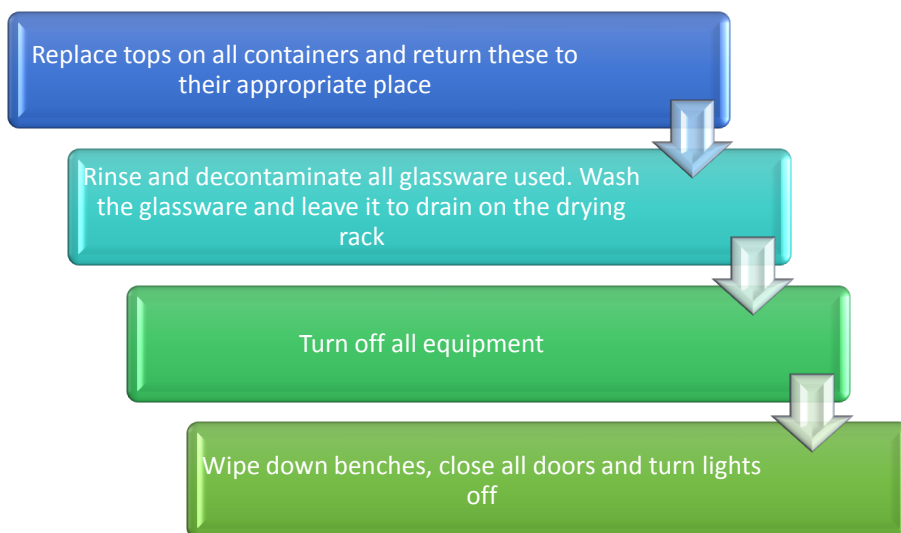 Replace tops on all containers and return these to
their appropriate place
Rinse and decontaminate all glassware used. Wash
the glassware and leave it to drain on the drying
rack
Turn off all equipment
Wipe down benches, close all doors and turn lights
off